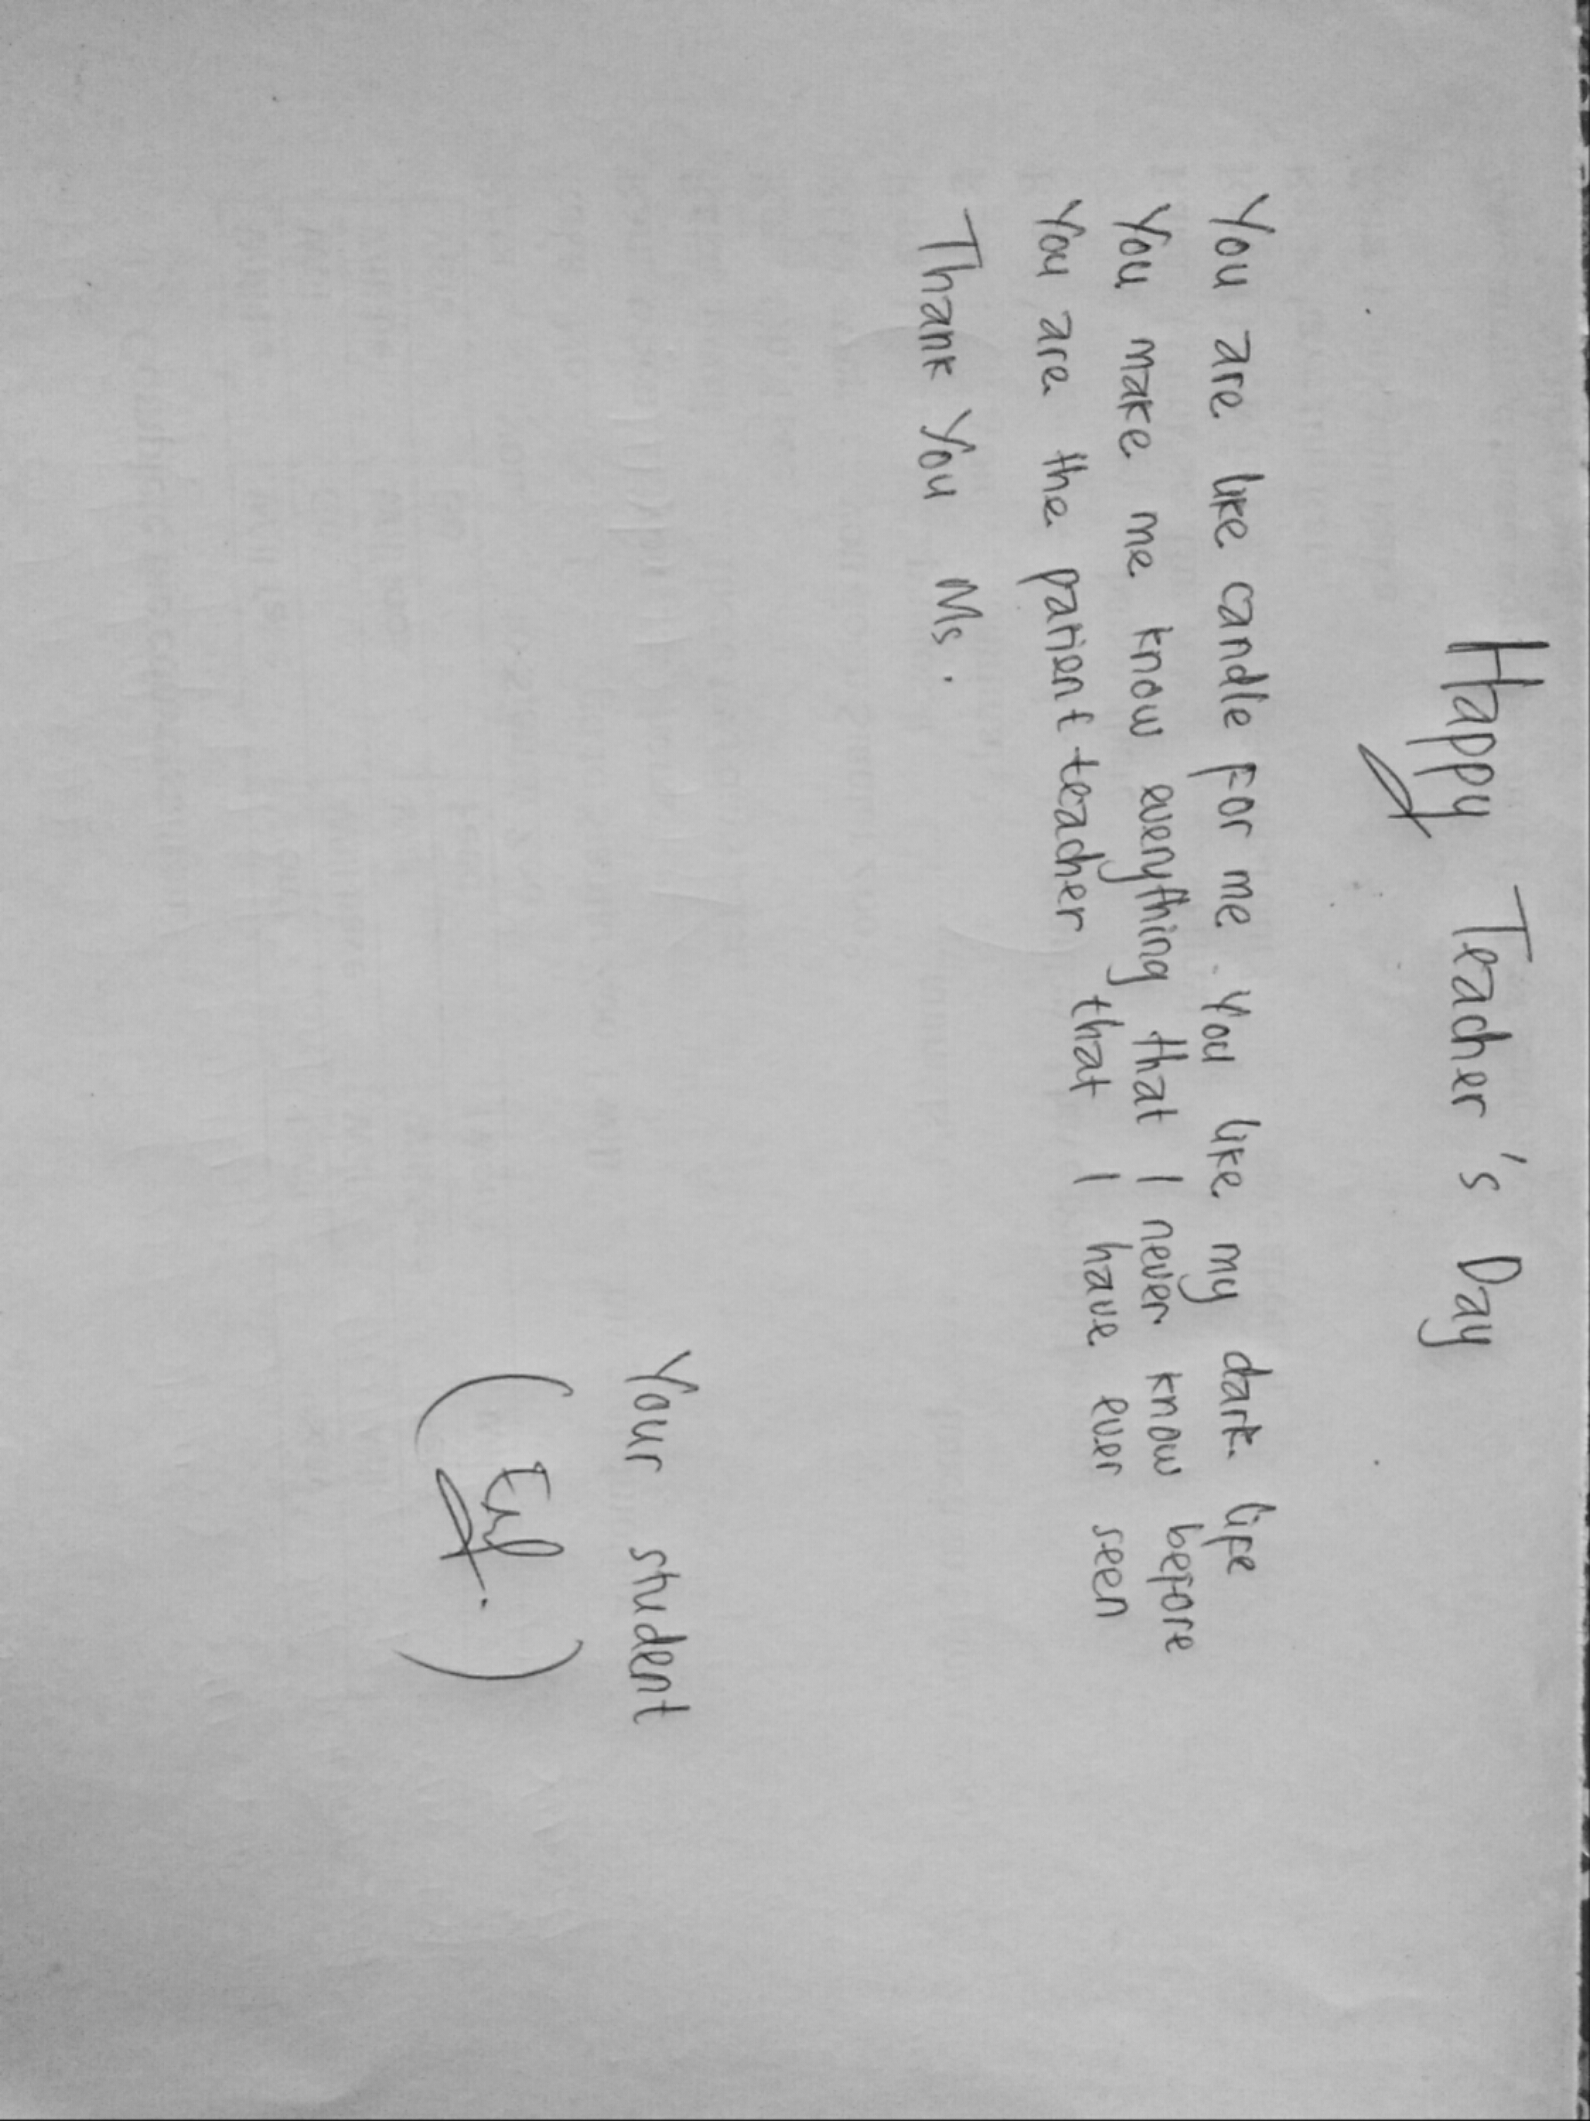 Happy Teacher's Day
You are like candle for me. You like my dark life
You make me know everything that I never know before
You are the patient teacher that I have ever seen
Thank You Ms.
Your student